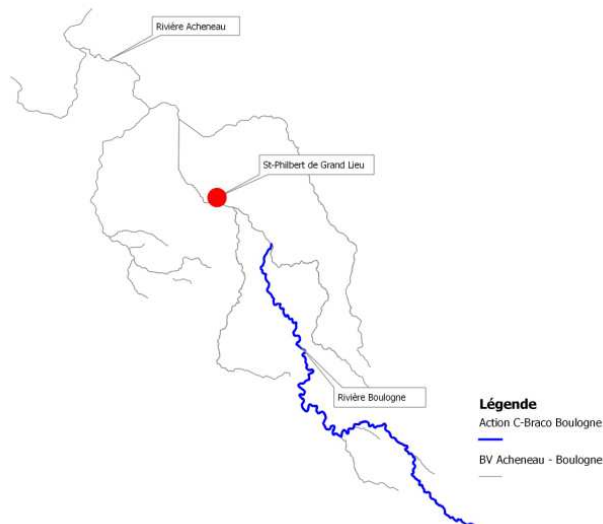 Rivière Acheneau
St-Philbert de Grand Lieu
Rivière Boulogne
Légende
Action C-Braco Boulogne
BV Acheneau - Boulogne